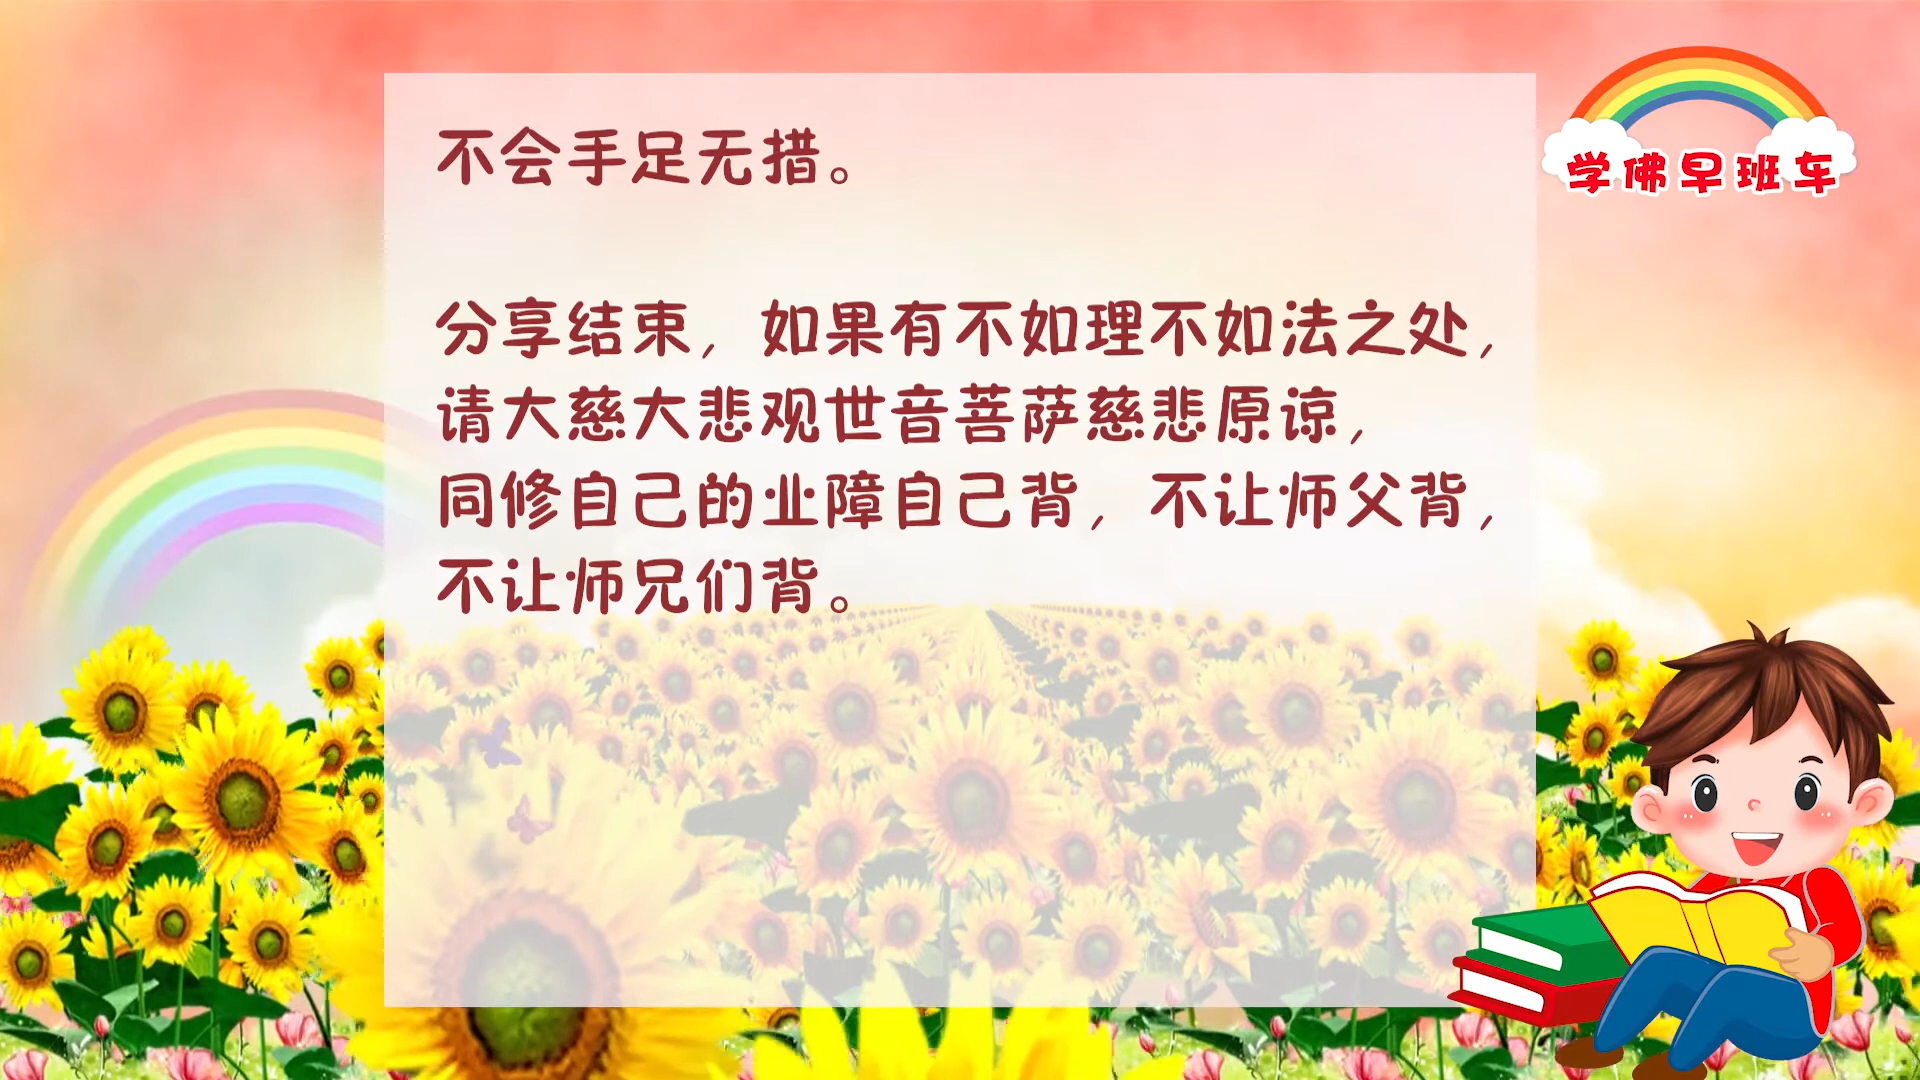 不会手足无措。
分享结束，如果有不如理不如法之处，
请大慈大悲观世音菩萨慈悲原谅，
同修自己的业障自己背，不让师父背，
不让师兄们背。
学佛早班车